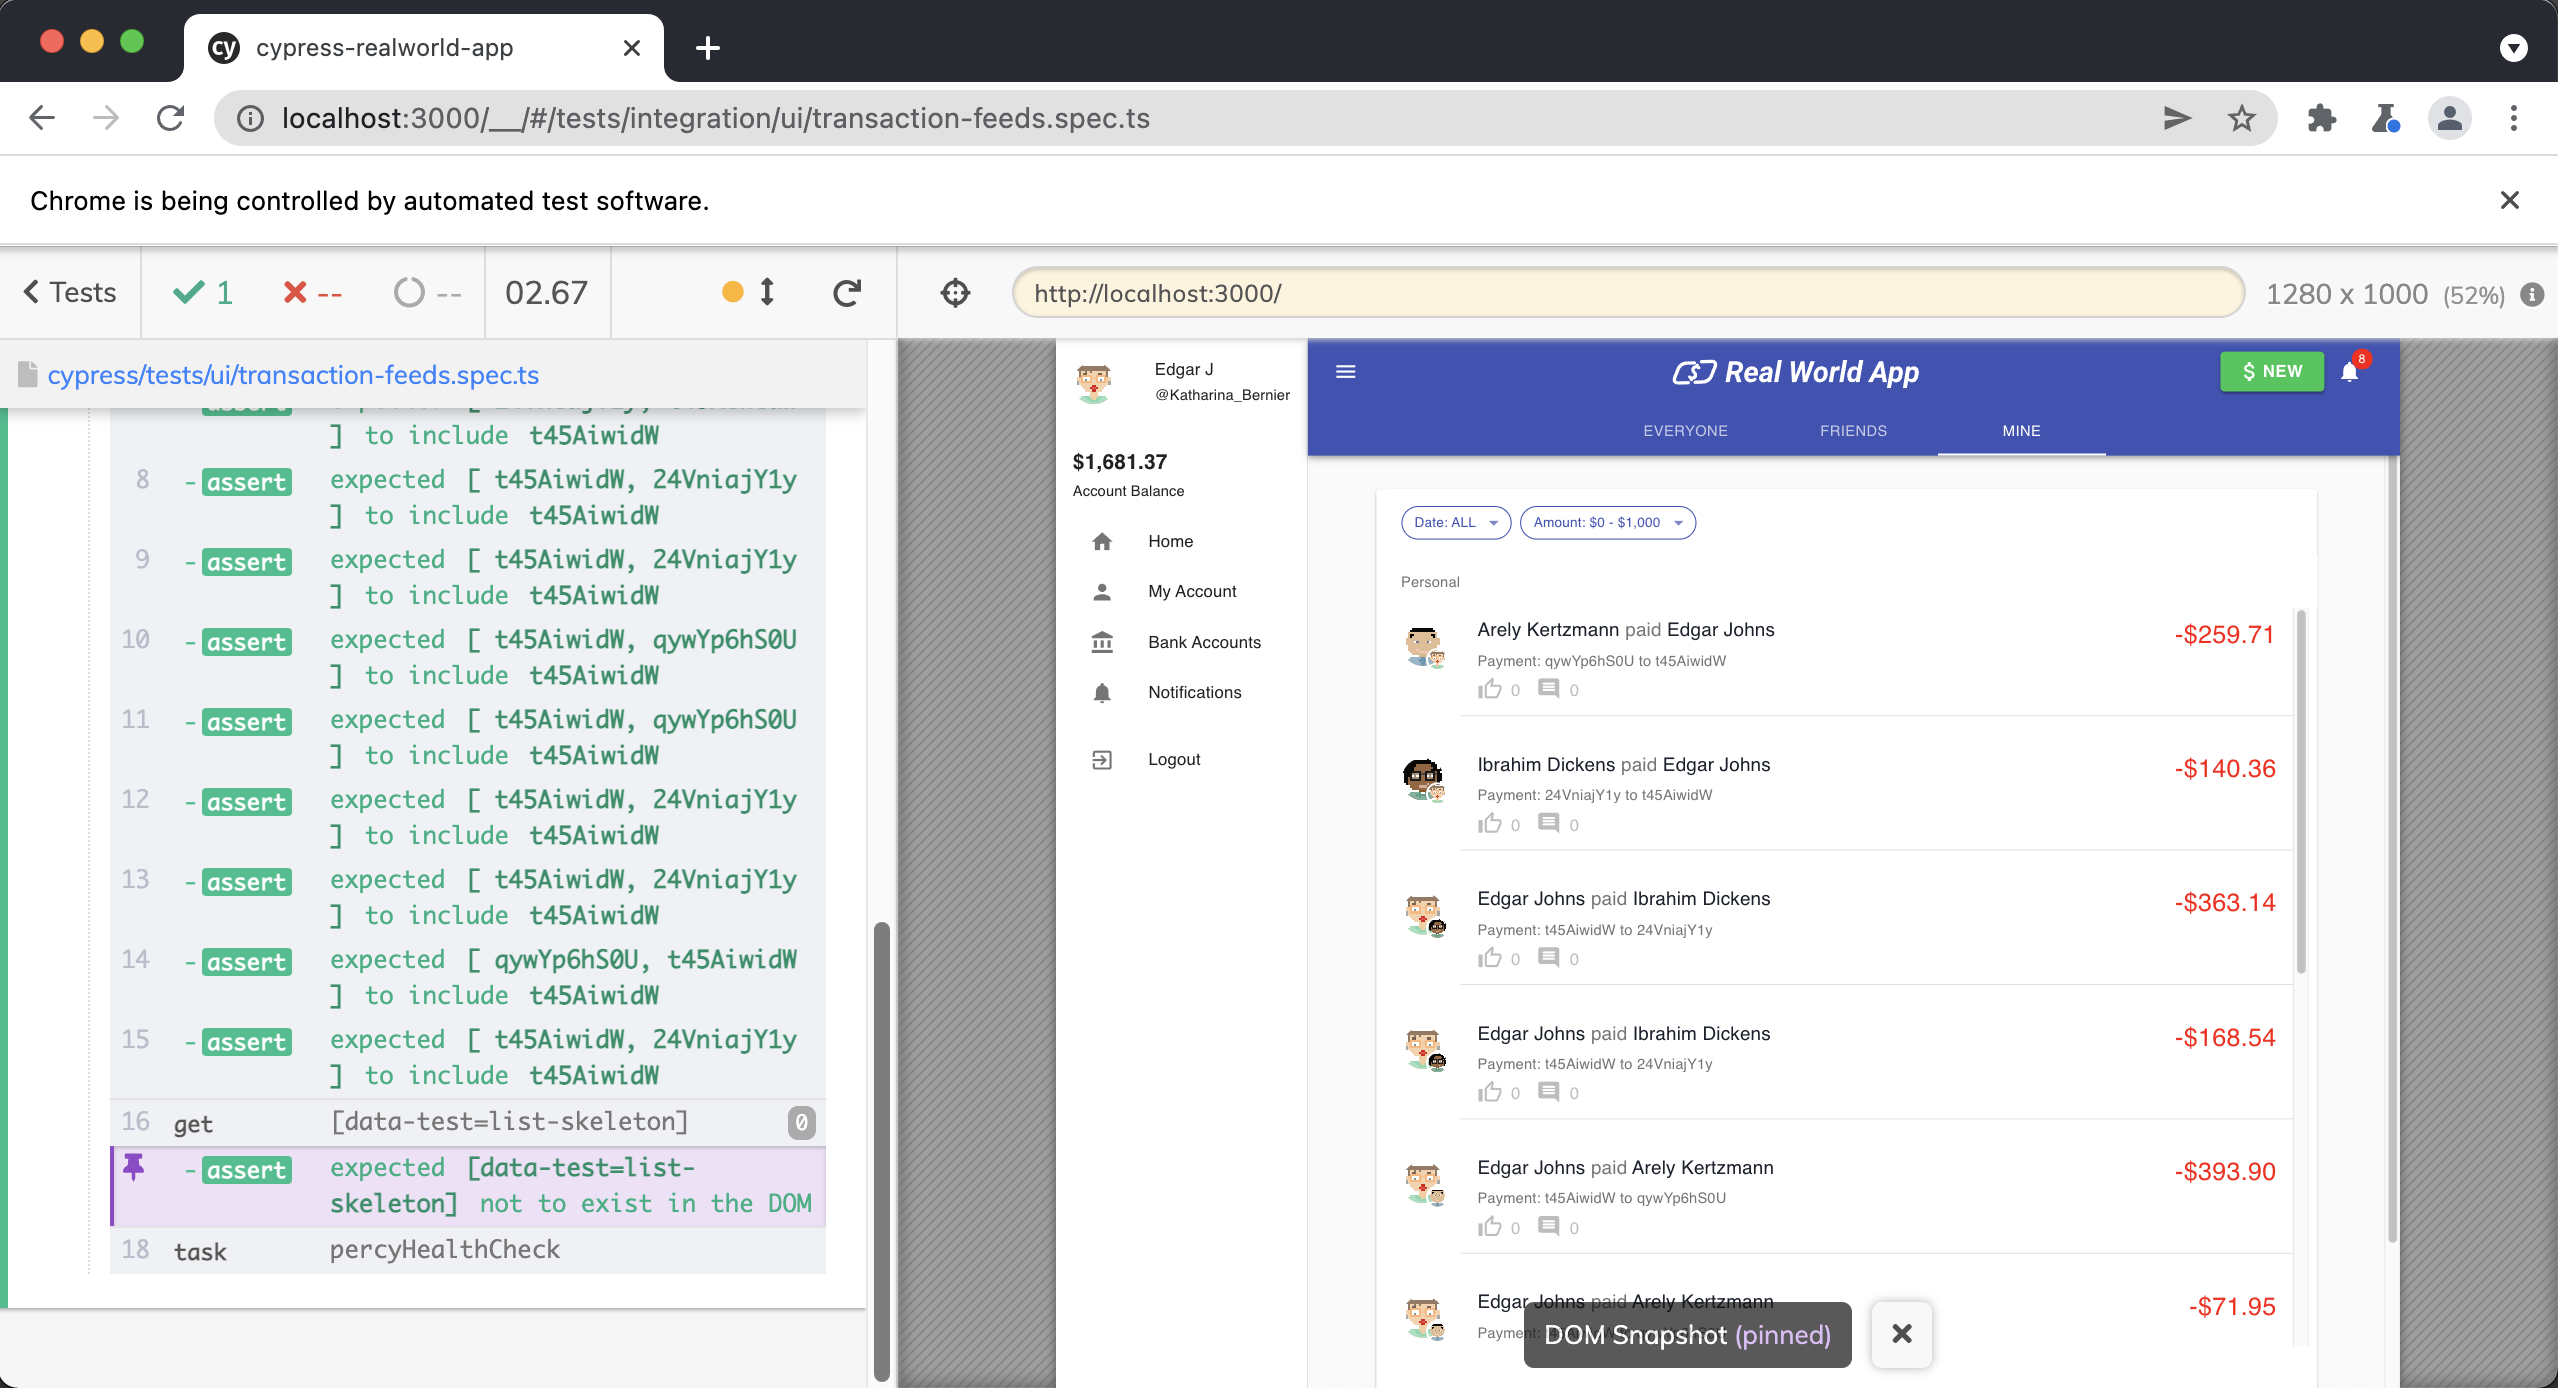 cy cypress-realworld-app
localhost:3000/__/#/tests/integration/ui/transaction-feeds.spec.ts
Chrome is being controlled by automated test software.
Tests
1
--
--
02.67
http://localhost:3000/
1280 x 1000 (52%)
cypress/tests/ui/transaction-feeds.spec.ts
] to include t45AiwidW
8 -assert expected [ t45AiwidW, 24VniajY1y
] to include t45AiwidW
9 -assert expected [ t45AiwidW, 24VniajY1y
] to include t45AiwidW
10 -assert expected [ t45AiwidW, qywYp6hS0U
] to include t45AiwidW
11 -assert expected [ t45AiwidW, qywYp6hS0U
] to include t45AiwidW
12 -assert expected [ t45AiwidW, 24VniajY1y
] to include t45AiwidW
13 -assert expected [ t45AiwidW, 24VniajY1y
] to include t45AiwidW
14 -assert expected [ qywYp6hS0U, t45AiwidW
] to include t45AiwidW
15 -assert expected [ t45AiwidW, 24VniajY1y
] to include t45AiwidW
16 get [data-test=list-skeleton] 0
-assert expected [data-test=list-
skeleton] not to exist in the DOM
18 task percyHealthCheck
Edgar J
@Katharina_Bernier
$1,681.37
Account Balance
Home
My Account
Bank Accounts
Notifications
Logout
Real World App
$ NEW
8
EVERYONE FRIENDS MINE
Date: ALL
Amount: $0 - $1,000
Personal
Arely Kertzmann paid Edgar Johns
-$259.71
Payment: qywYp6hS0U to t45AiwidW
0 0
Ibrahim Dickens paid Edgar Johns
-$140.36
Payment: 24VniajY1y to t45AiwidW
0 0
Edgar Johns paid Ibrahim Dickens
-$363.14
Payment: t45AiwidW to 24VniajY1y
0 0
Edgar Johns paid Ibrahim Dickens
-$168.54
Payment: t45AiwidW to 24VniajY1y
0 0
Edgar Johns paid Arely Kertzmann
-$393.90
Payment: t45AiwidW to qywYp6hS0U
0 0
Edgar Johns paid Arely Kertzmann
-$71.95
DOM Snapshot (pinned)